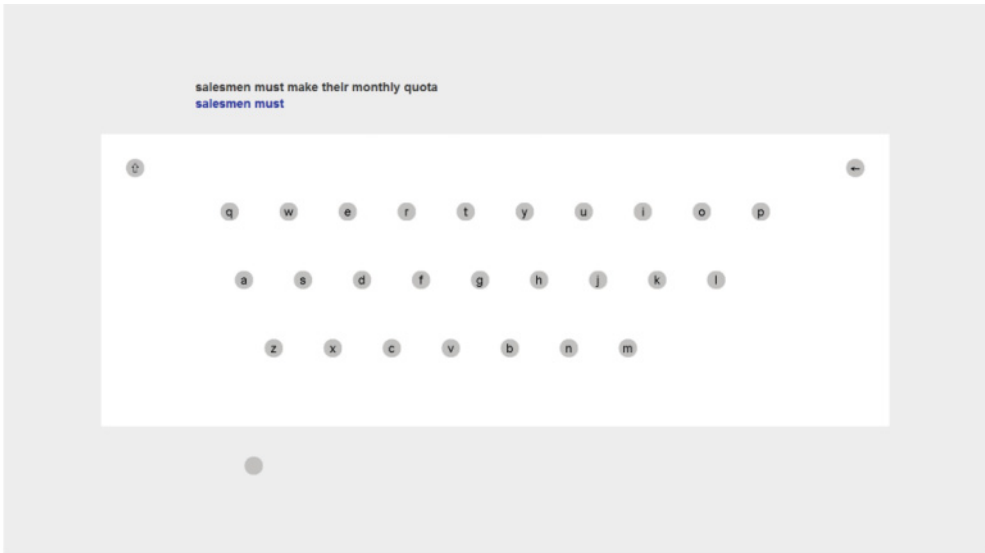 salesmen must make their monthly quota
salesmen must
⇧ ←
q w e r t y u i o p
a s d f g h j k l
z x c v b n m